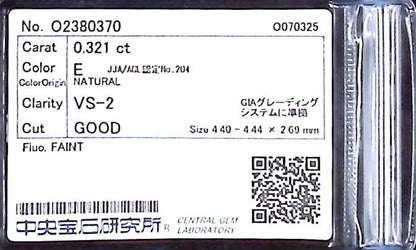 No. O2380370 O070325
Carat 0.321 ct
Color E JJA/AGL認定No.204
ColorOrigin NATURAL
Clarity VS-2 GIAグレーディング
システムに準拠
Cut GOOD Size 4.40 - 4.44 × 2.69 mm
Fluo. FAINT
中央宝石研究所® CENTRAL GEM
LABORATORY